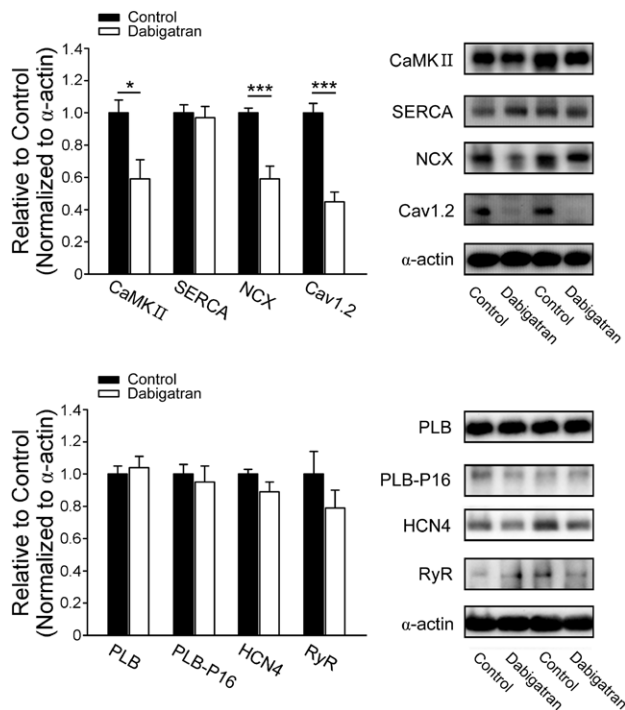 Control
Dabigatran
Relative to Control
(Normalized to α-actin)
1.4
1.2
1.0
0.8
0.6
0.4
0.2
0
*
***
***
CaMKⅡ
SERCA
NCX
Cav1.2
CaMKⅡ
SERCA
NCX
Cav1.2
α-actin
Control
Dabigatran
Control
Dabigatran
Control
Dabigatran
Relative to Control
(Normalized to α-actin)
1.4
1.2
1.0
0.8
0.6
0.4
0.2
0
PLB
PLB-P16
HCN4
RyR
PLB
PLB-P16
HCN4
RyR
α-actin
Control
Dabigatran
Control
Dabigatran